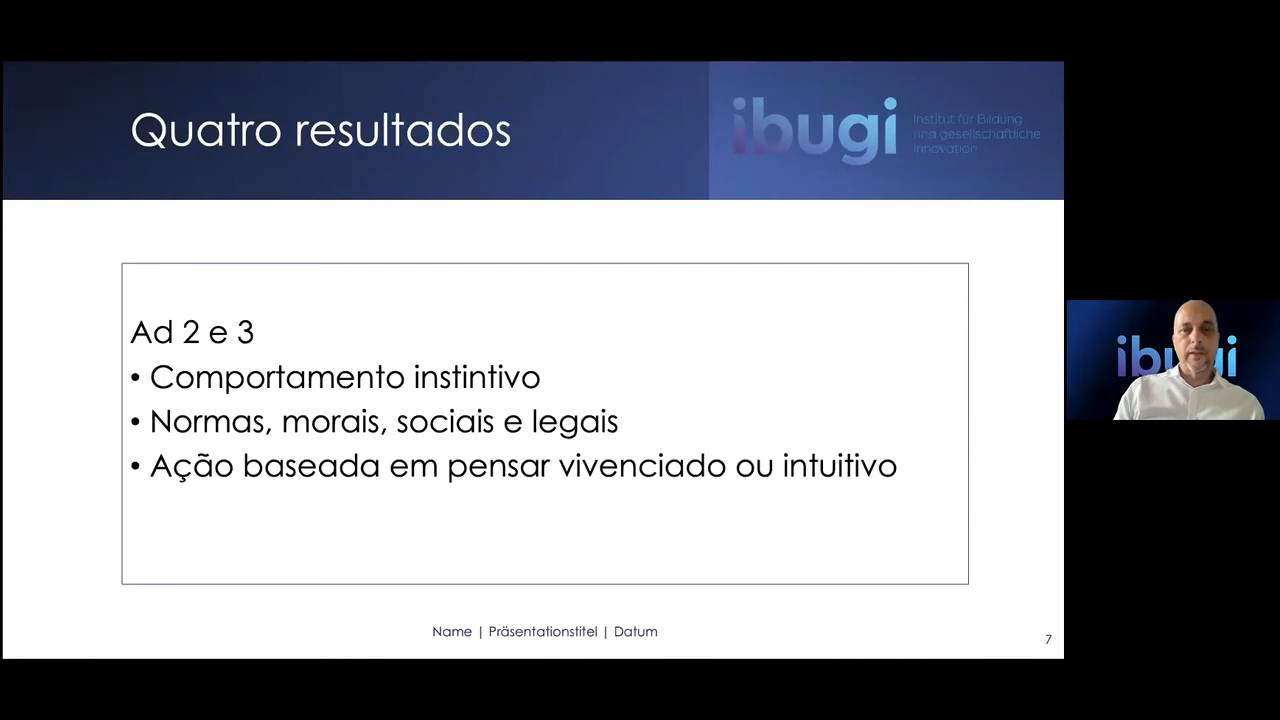 Quatro resultados
ibugi
Institut für Bildung
und gesellschaftliche
Innovation
Ad 2 e 3
• Comportamento instintivo
• Normas, morais, sociais e legais
• Ação baseada em pensar vivenciado ou intuitivo
Name | Präsentationstitel | Datum
7
ibugi